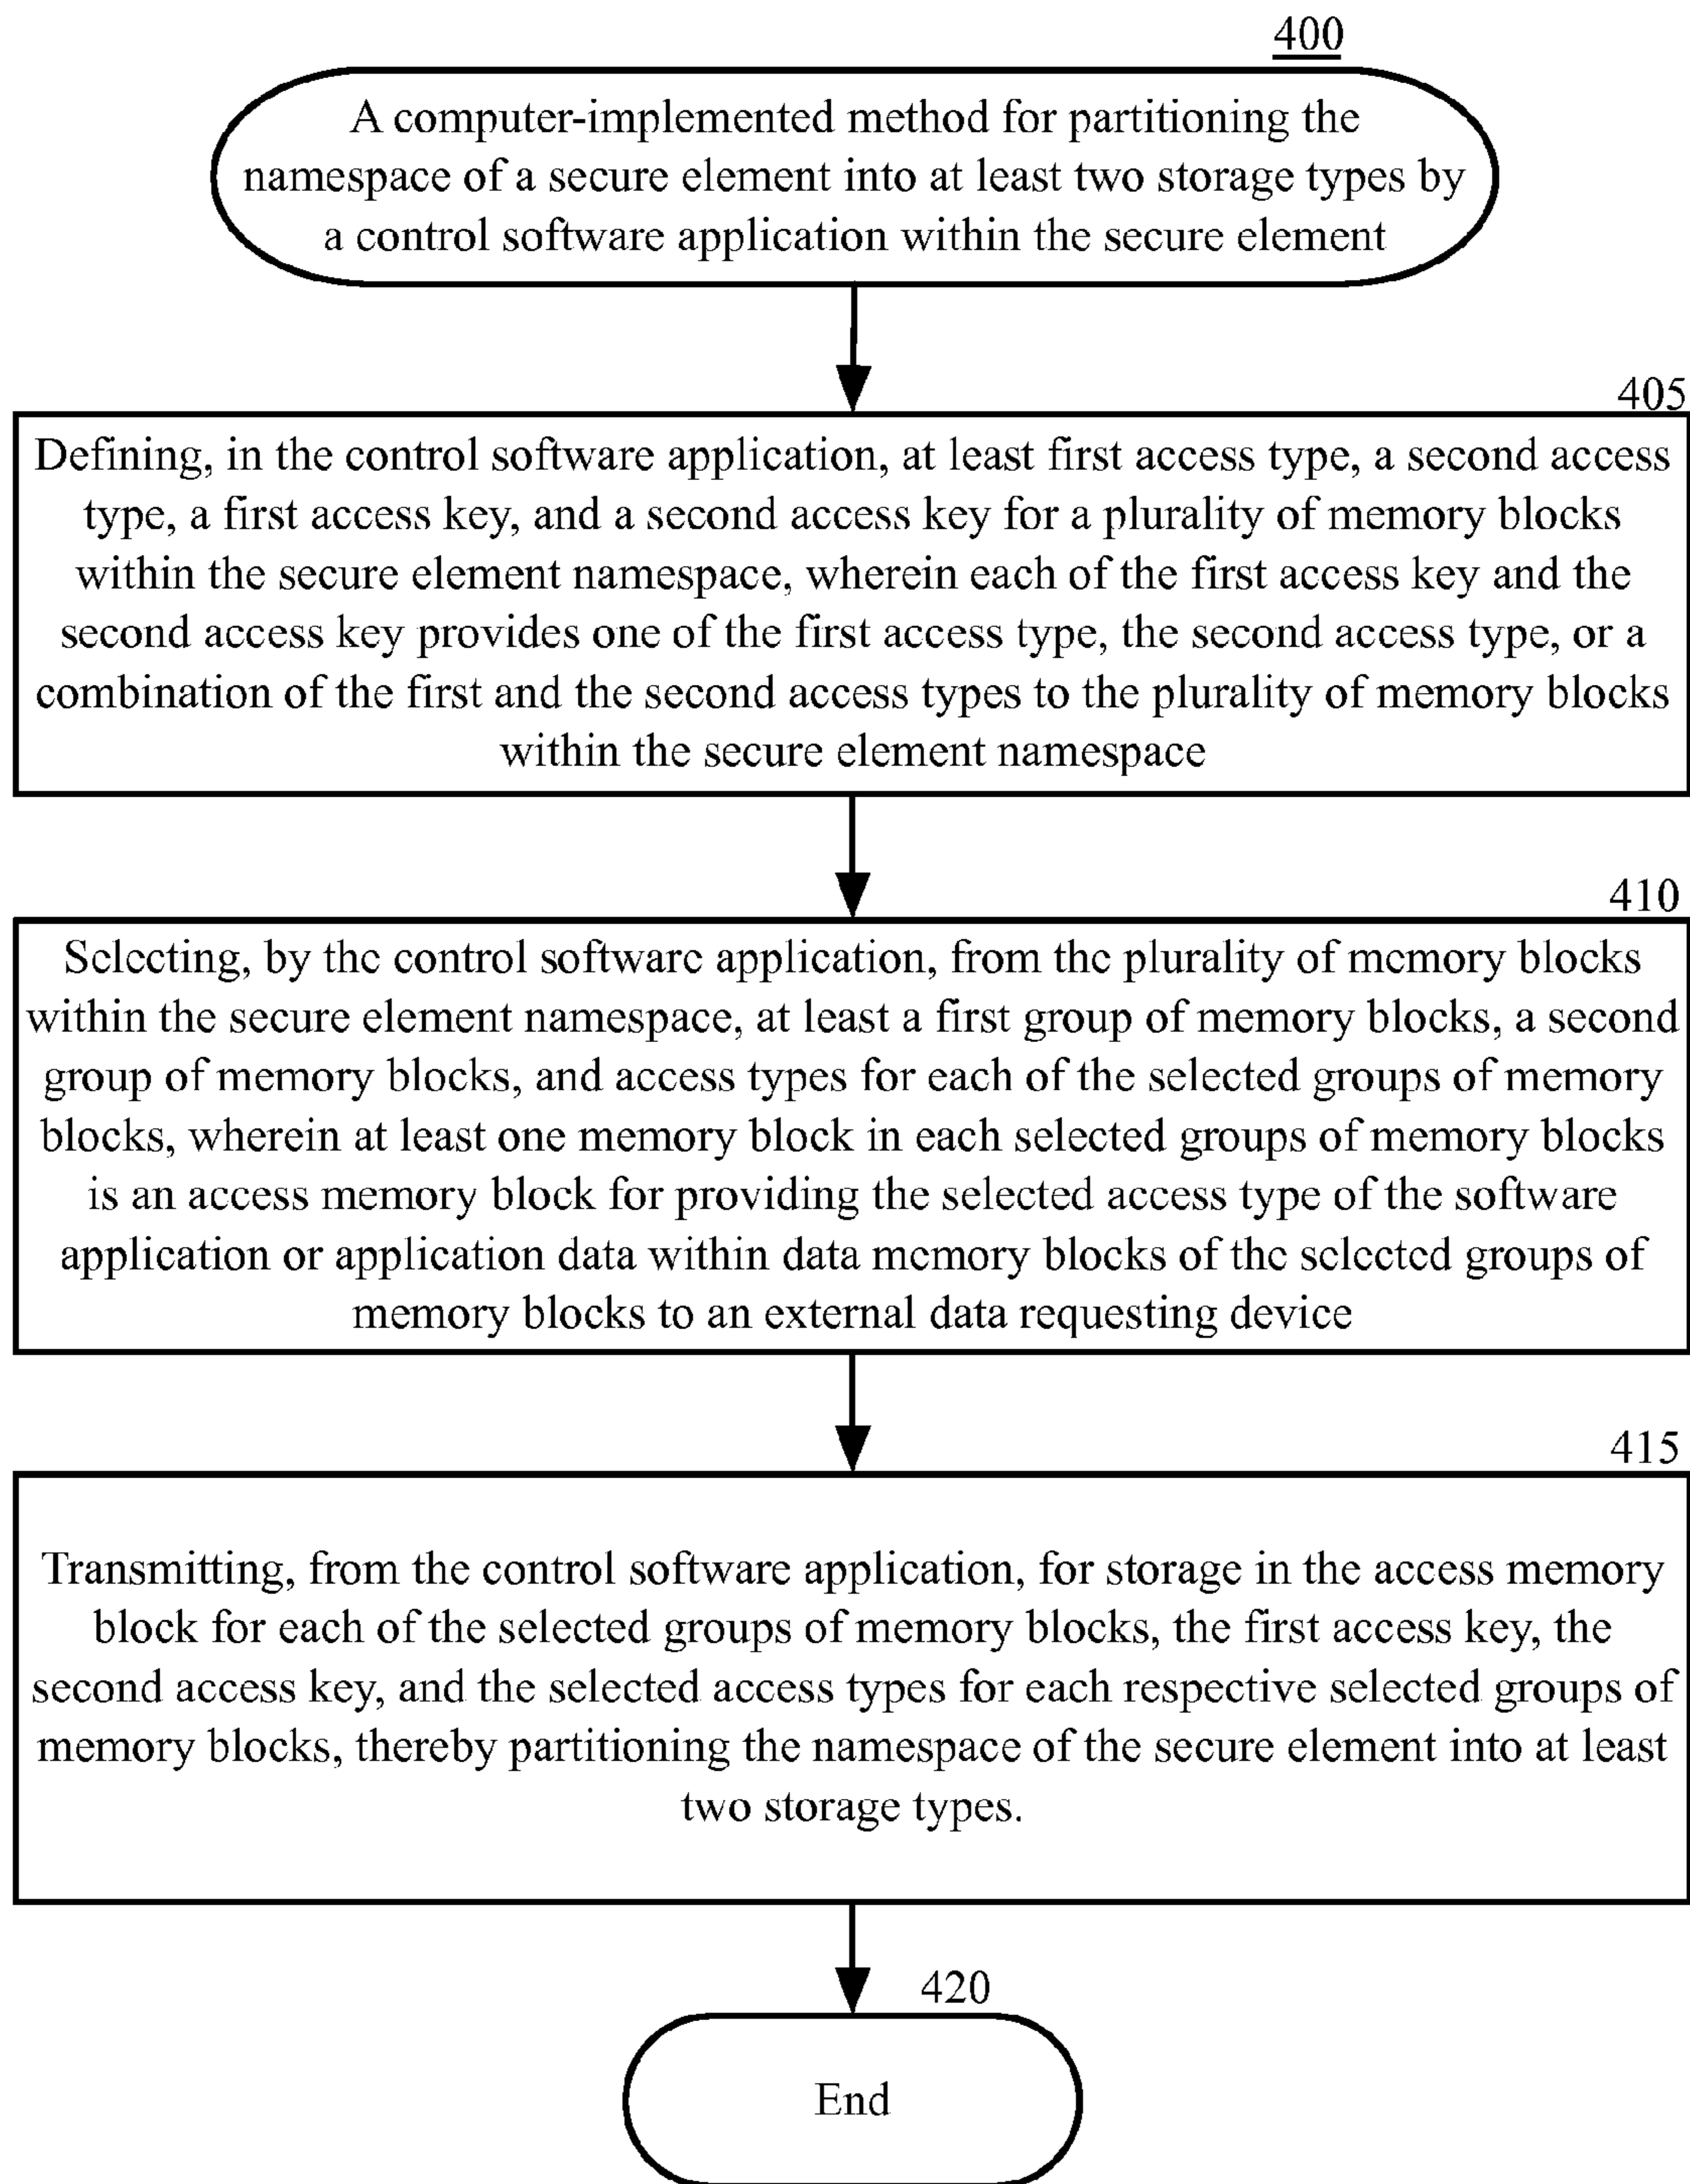 400
A computer-implemented method for partitioning the
namespace of a secure element into at least two storage types by
a control software application within the secure element
405
Defining, in the control software application, at least first access type, a second access
type, a first access key, and a second access key for a plurality of memory blocks
within the secure element namespace, wherein each of the first access key and the
second access key provides one of the first access type, the second access type, or a
combination of the first and the second access types to the plurality of memory blocks
within the secure element namespace
410
Selecting, by the control software application, from the plurality of memory blocks
within the secure element namespace, at least a first group of memory blocks, a second
group of memory blocks, and access types for each of the selected groups of memory
blocks, wherein at least one memory block in each selected groups of memory blocks
is an access memory block for providing the selected access type of the software
application or application data within data memory blocks of the selected groups of
memory blocks to an external data requesting device
415
Transmitting, from the control software application, for storage in the access memory
block for each of the selected groups of memory blocks, the first access key, the
second access key, and the selected access types for each respective selected groups of
memory blocks, thereby partitioning the namespace of the secure element into at least
two storage types.
420
End